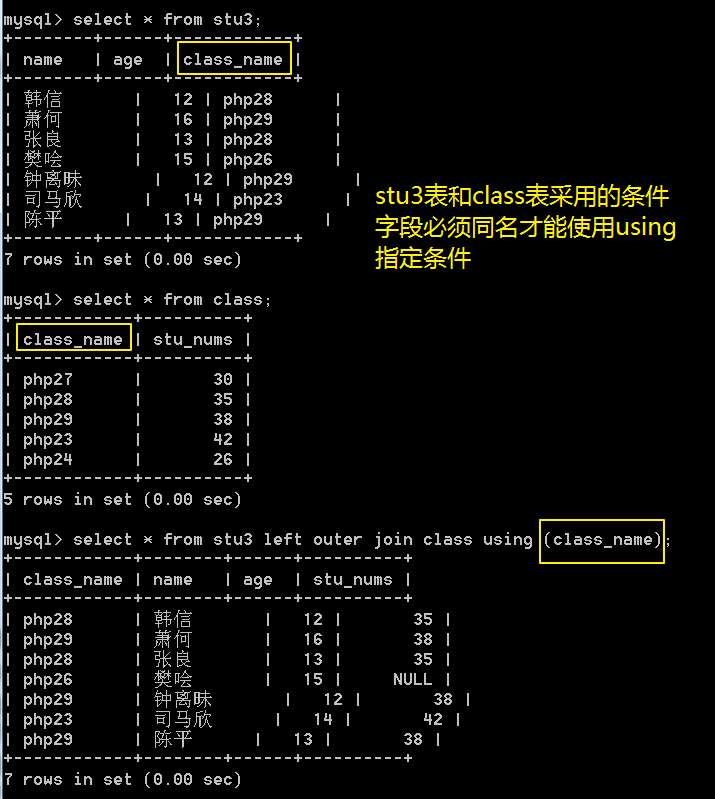 mysql> select * from stu3;
+--------+------+------------+
| name   | age  | class_name |
+--------+------+------------+
| 韩信       |   12 | php28      |
| 萧何       |   16 | php29      |
| 张良       |   13 | php28      |
| 樊哙       |   15 | php26      |
| 钟离昧       |   12 | php29      |
| 司马欣       |   14 | php23      |
| 陈平      |   13 | php29      |
+--------+------+------------+
7 rows in set (0.00 sec)
stu3表和class表采用的条件
字段必须同名才能使用using
指定条件
mysql> select * from class;
+------------+----------+
| class_name | stu_nums |
+------------+----------+
| php27      |       30 |
| php28      |       35 |
| php29      |       38 |
| php23      |       42 |
| php24      |       26 |
+------------+----------+
5 rows in set (0.00 sec)
mysql> select * from stu3 left outer join class using (class_name);
+------------+--------+------+----------+
| class_name | name   | age  | stu_nums |
+------------+--------+------+----------+
| php28      | 韩信       |   12 |       35 |
| php29      | 萧何       |   16 |       38 |
| php28      | 张良       |   13 |       35 |
| php26      | 樊哙       |   15 |     NULL |
| php29      | 钟离昧       |   12 |       38 |
| php23      | 司马欣       |   14 |       42 |
| php29      | 陈平      |   13 |       38 |
+------------+--------+------+----------+
7 rows in set (0.00 sec)